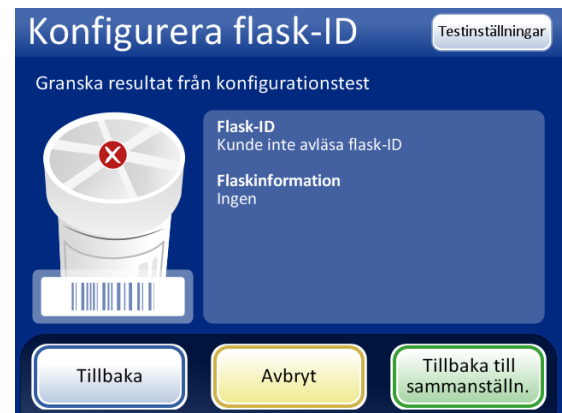 Konfigurera flask-ID
Testinställningar
Granska resultat från konfigurationstest
Flask-ID
Kunde inte avläsa flask-ID
Flaskinformation
Ingen
Tillbaka
Avbryt
Tillbaka till
sammanställn.